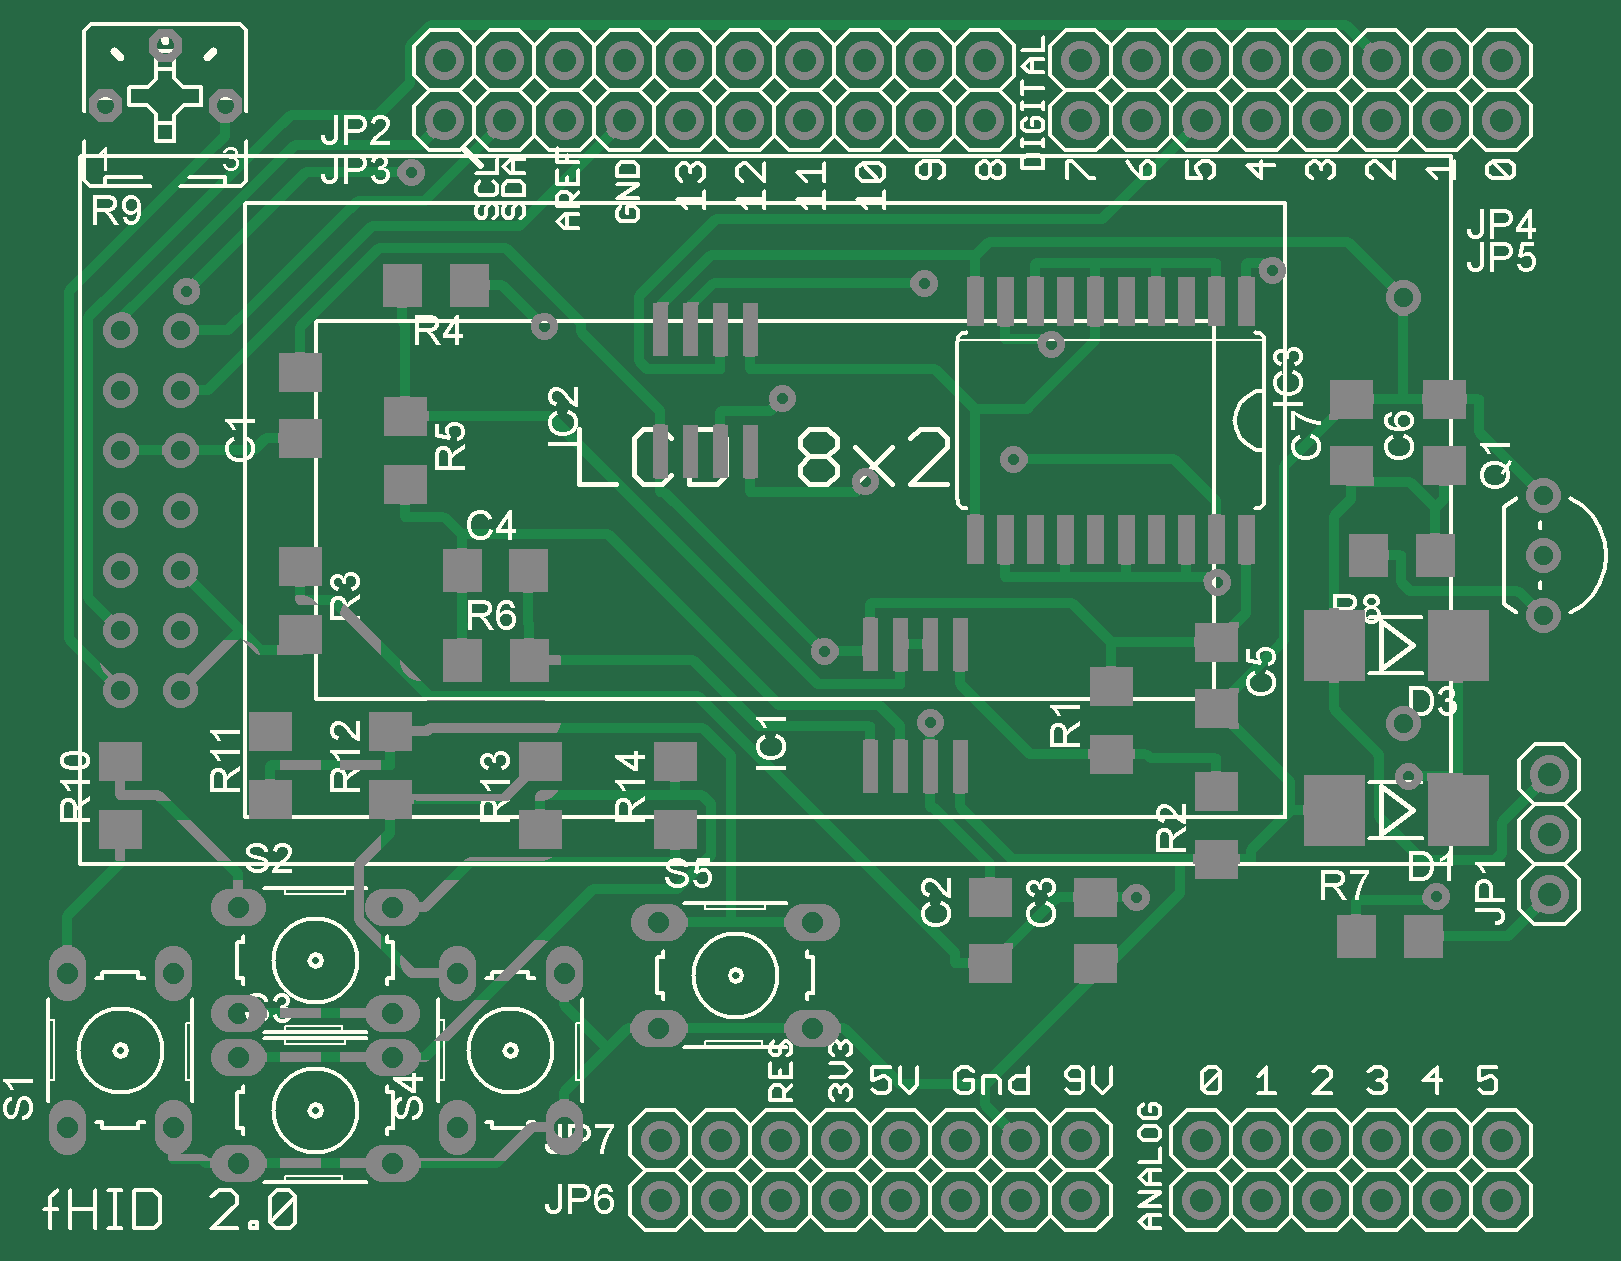 JP2
JP3
1
3
R9
SCL
SDA
AREF
GND
13
12
11
10
9
8
DIGITAL
7
6
5
4
3
2
1
0
JP4
JP5
R4
IC2
IC3
C1
R5
LCD 8x2
C7
C6
Q1
C4
R3
R6
R8
C5
D3
R1
IC1
R10
R11
R12
R13
R14
R2
S2
S5
C2
C3
R7
D1
JP1
S3
S1
S4
RES
3V3
5V
Gnd
9V
0
1
2
3
4
5
ANALOG
JP7
JP6
fHID 2.0